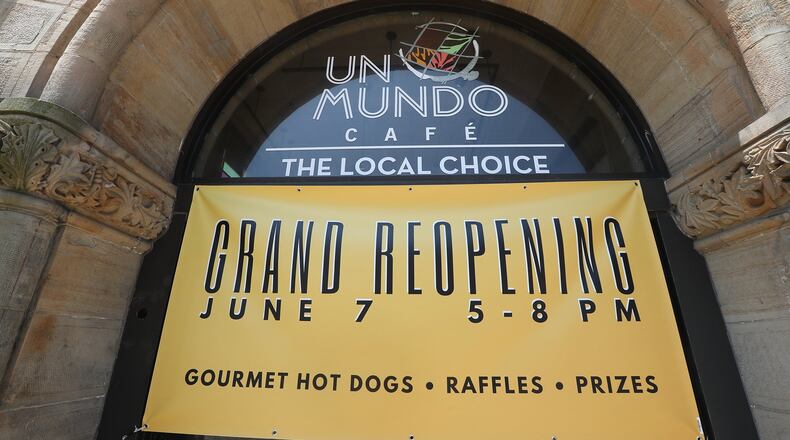 UN
MUNDO
CAFÉ
THE LOCAL CHOICE
GRAND REOPENING
JUNE 7 5-8 PM
GOURMET HOT DOGS • RAFFLES • PRIZES